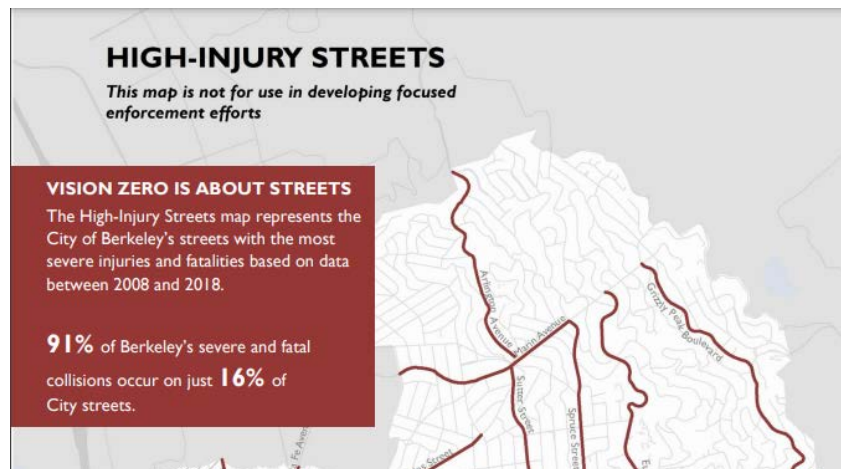 HIGH-INJURY STREETS
This map is not for use in developing focused
enforcement efforts
VISION ZERO IS ABOUT STREETS
The High-Injury Streets map represents the
City of Berkeley's streets with the most
severe injuries and fatalities based on data
between 2008 and 2018.
91% of Berkeley's severe and fatal
collisions occur on just 16% of
City streets.
Arlington Avenue
Marin Avenue
Grizzly Peak Boulevard
Sutter Street
Spruce Street
Street